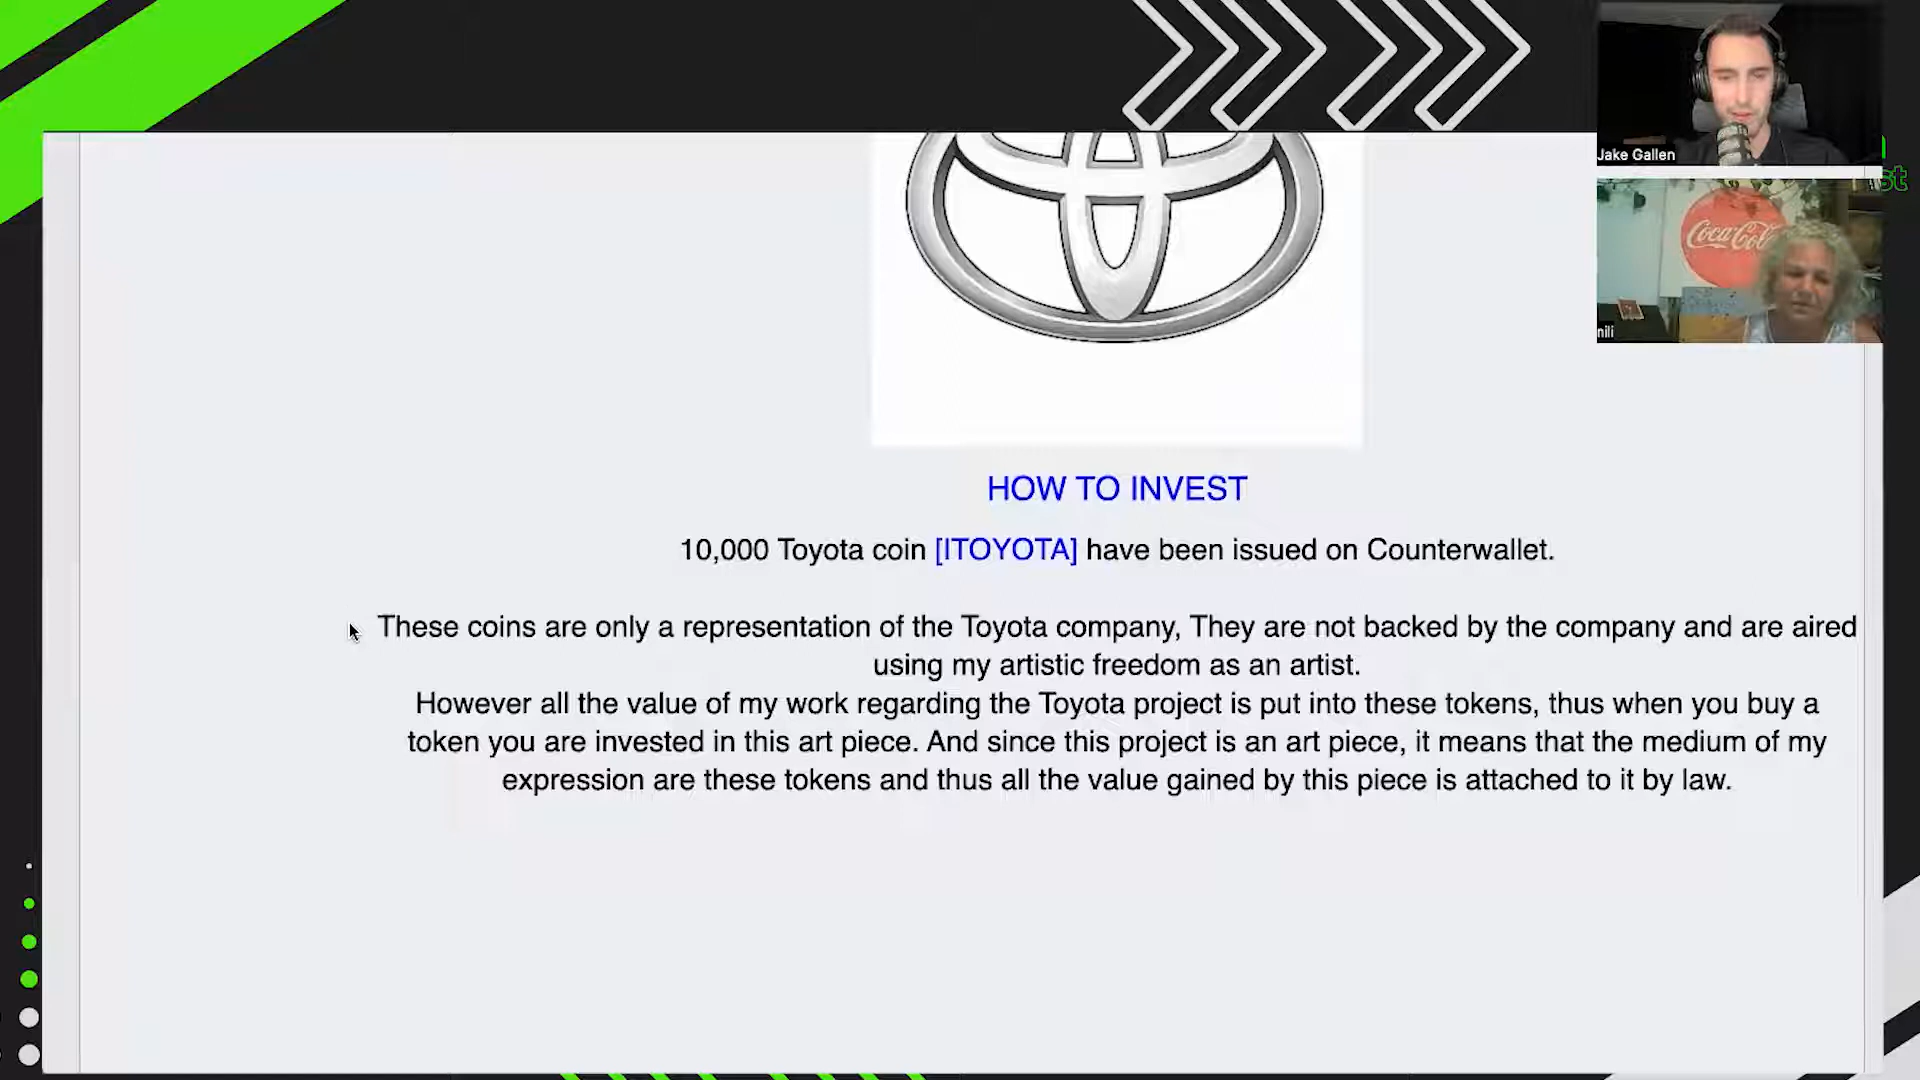 Jake Gallen
st
Coca-Col
nili
HOW TO INVEST
10,000 Toyota coin [ITOYOTA] have been issued on Counterwallet.
These coins are only a representation of the Toyota company, They are not backed by the company and are aired
using my artistic freedom as an artist.
However all the value of my work regarding the Toyota project is put into these tokens, thus when you buy a
token you are invested in this art piece. And since this project is an art piece, it means that the medium of my
expression are these tokens and thus all the value gained by this piece is attached to it by law.